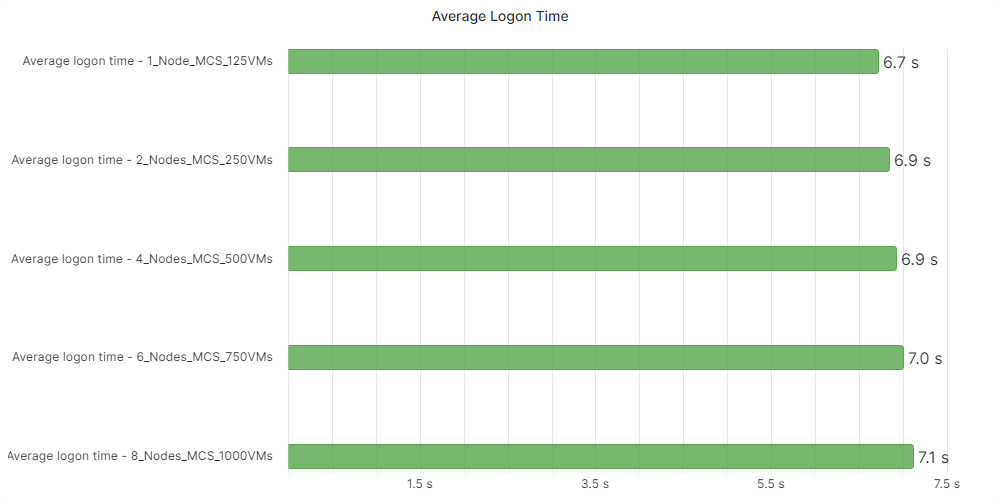 Average Logon Time
Average logon time - 1_Node_MCS_125VMs
6.7 s
Average logon time - 2_Nodes_MCS_250VMs
6.9 s
Average logon time - 4_Nodes_MCS_500VMs
6.9 s
Average logon time - 6_Nodes_MCS_750VMs
7.0 s
Average logon time - 8_Nodes_MCS_1000VMs
7.1 s
1.5 s 3.5 s 5.5 s 7.5 s